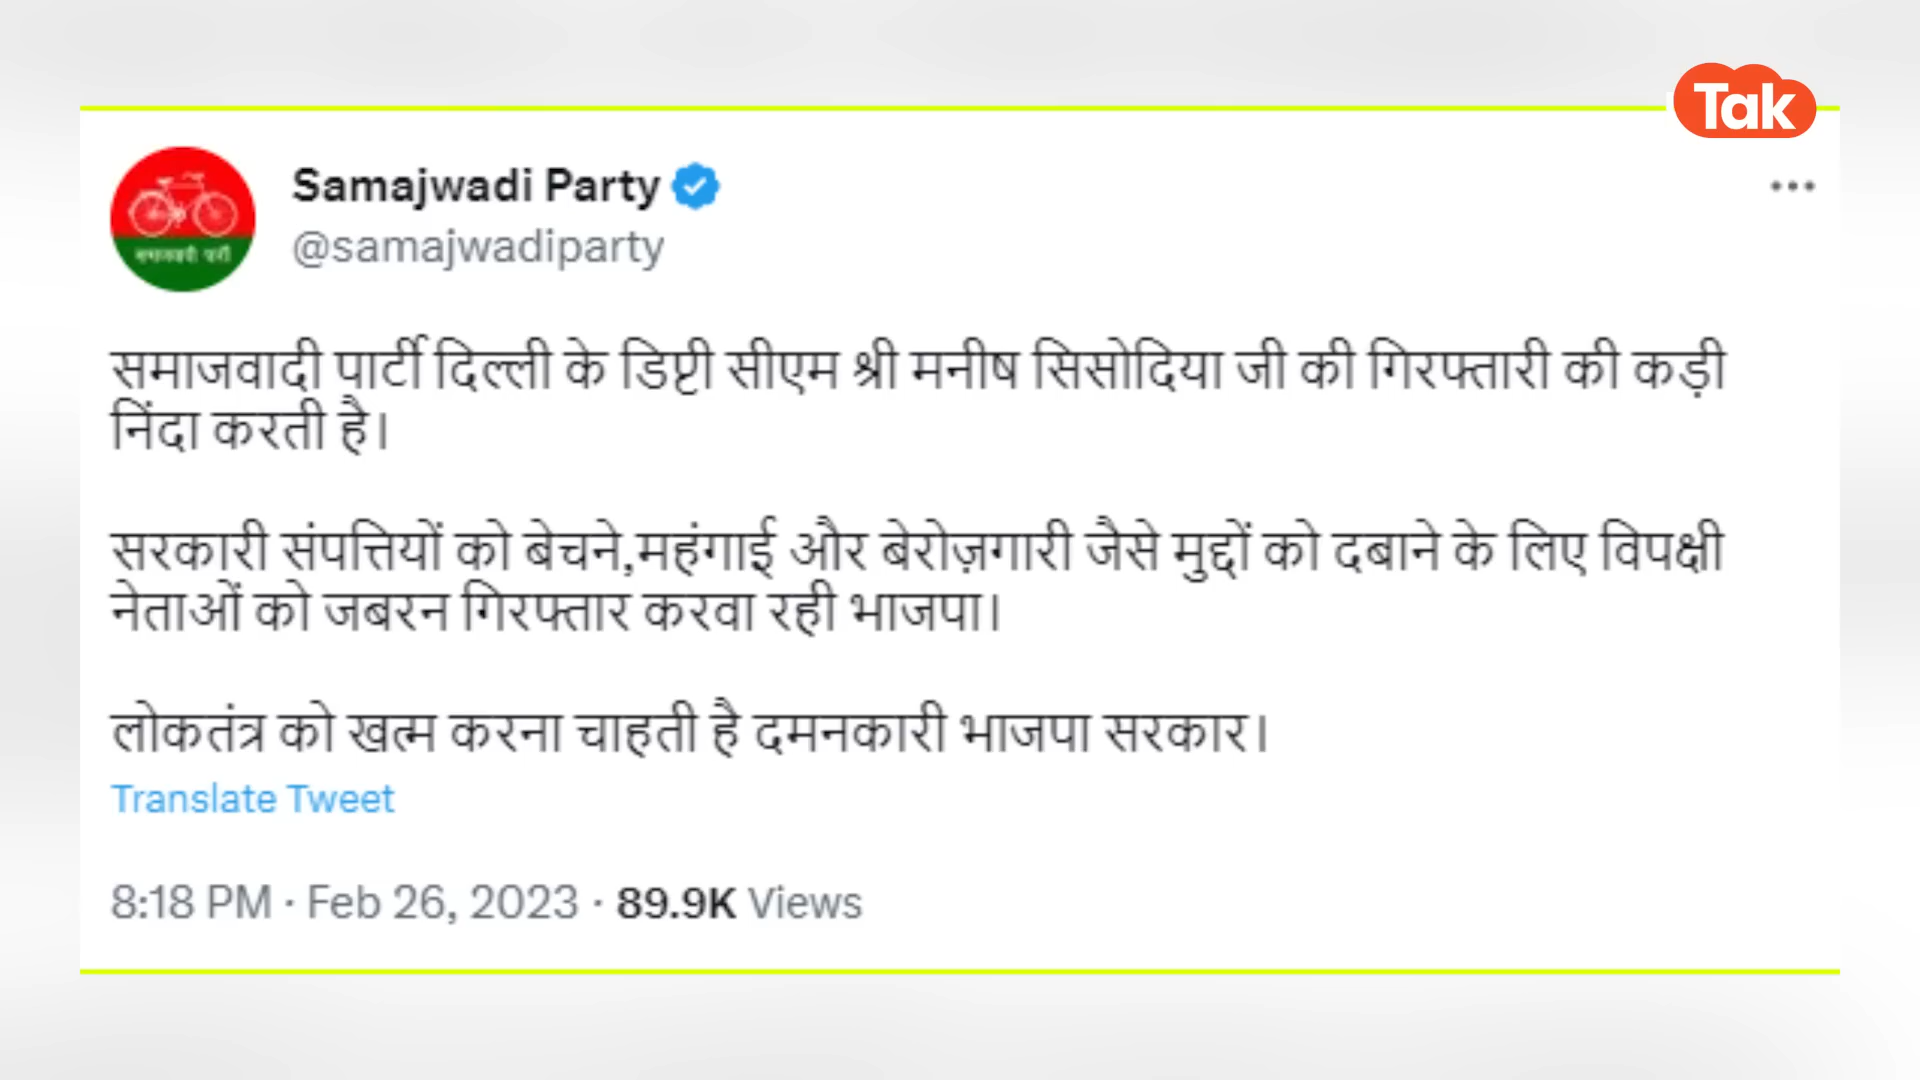 Tak
Samajwadi Party
@samajwadiparty
समाजवादी पार्टी
समाजवादी पार्टी दिल्ली के डिप्टी सीएम श्री मनीष सिसोदिया जी की गिरफ्तारी की कड़ी
निंदा करती है।
सरकारी संपत्तियों को बेचने,महंगाई और बेरोज़गारी जैसे मुद्दों को दबाने के लिए विपक्षी
नेताओं को जबरन गिरफ्तार करवा रही भाजपा।
लोकतंत्र को खत्म करना चाहती है दमनकारी भाजपा सरकार।
Translate Tweet
8:18 PM · Feb 26, 2023 · 89.9K Views